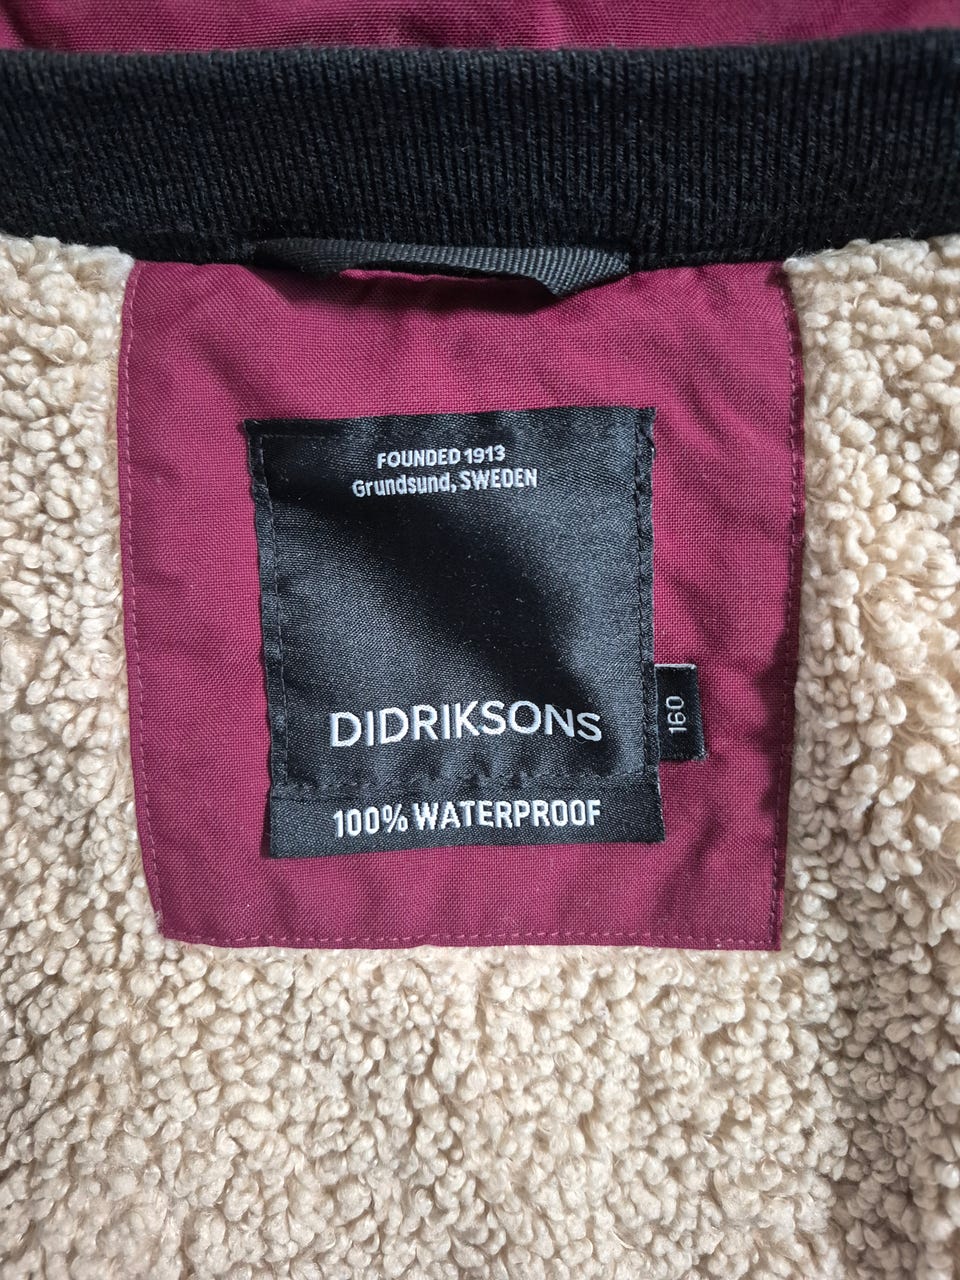 FOUNDED 1913
Grundsund, SWEDEN
DIDRIKSONS
160
100% WATERPROOF